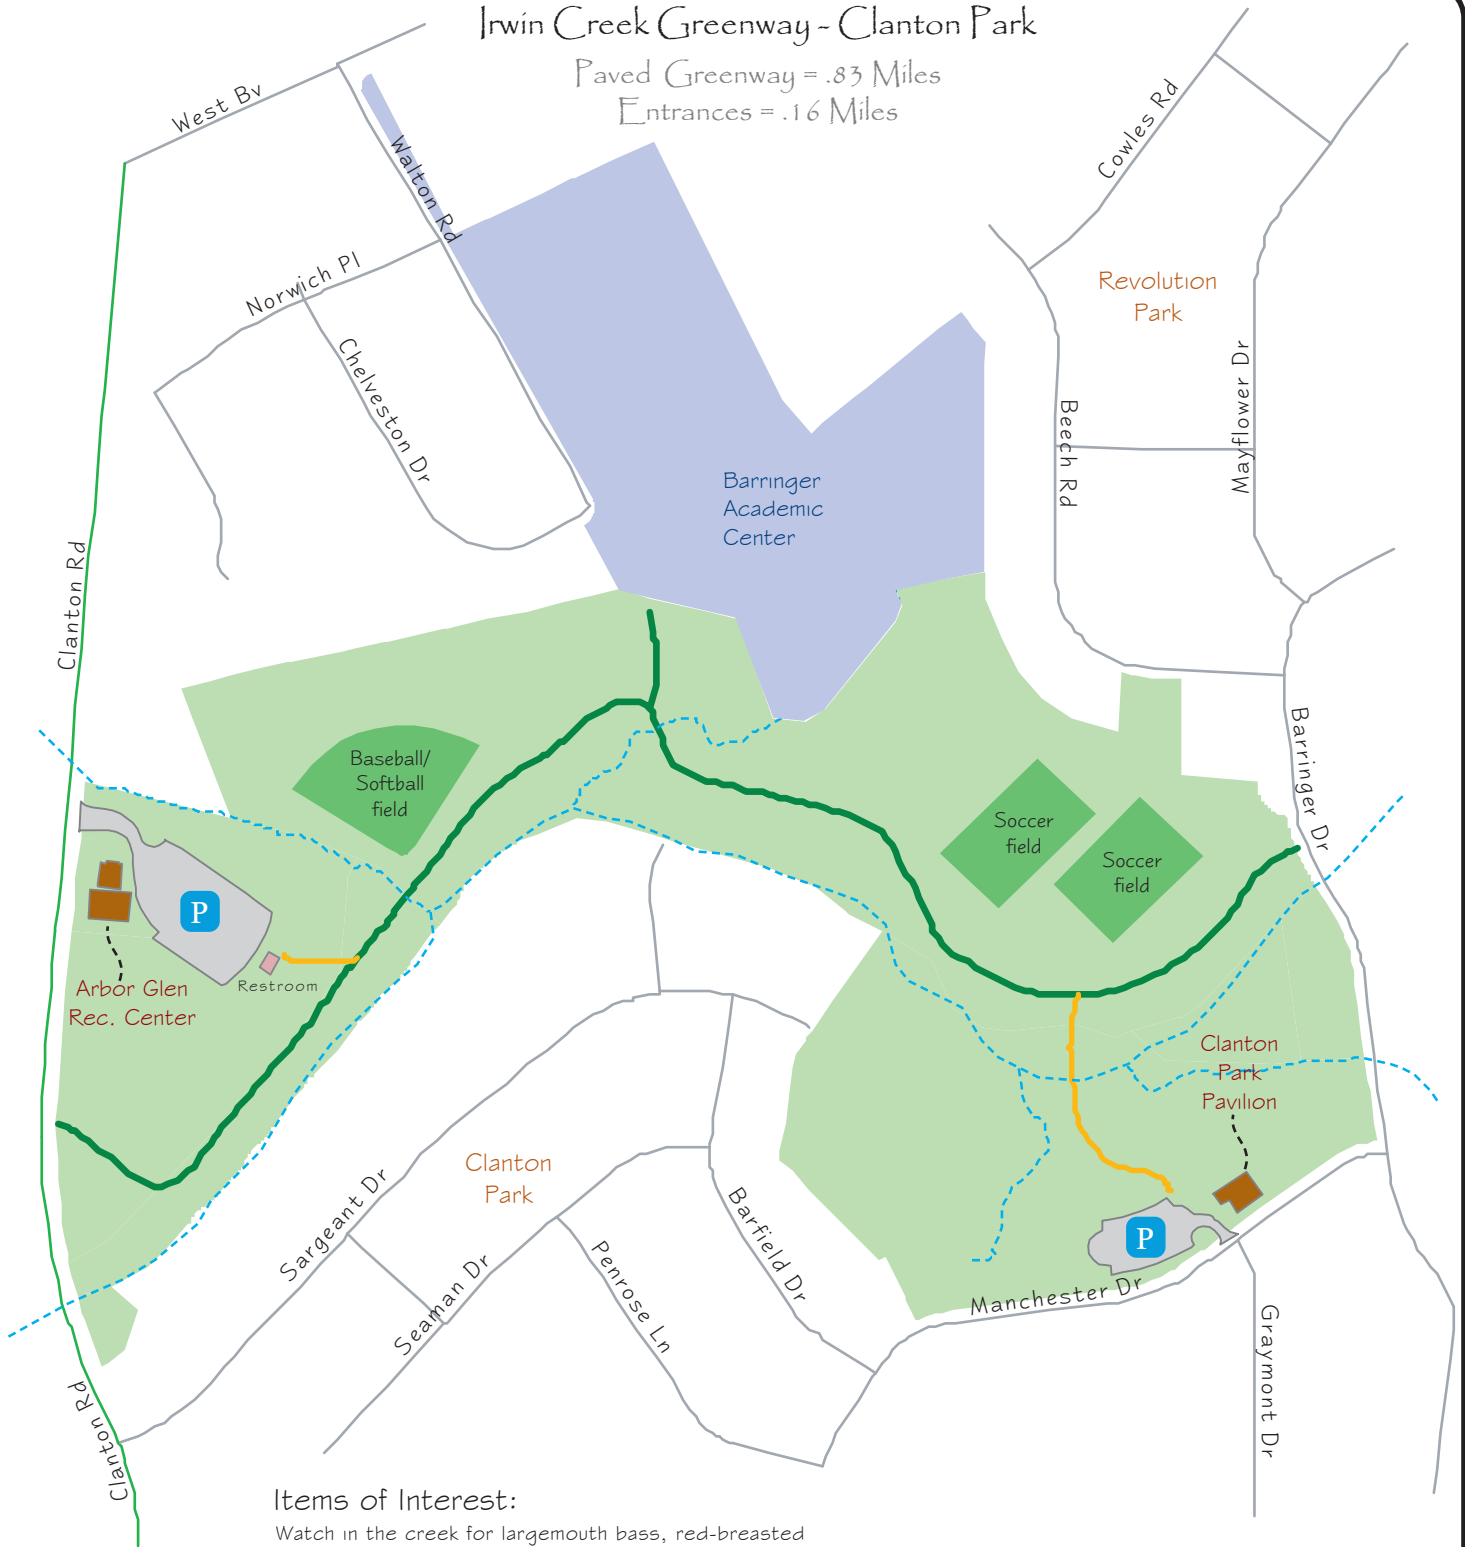 Irwin Creek Greenway - Clanton Park
Paved Greenway = .83 Miles
Entrances = .16 Miles
West Bv
Walton Rd
Cowles Rd
Norwich Pl
Revolution
Park
Chelveston Dr
Mayflower Dr
Beech Rd
Barringer
Academic
Center
Clanton Rd
Barringer Dr
Baseball/
Softball
field
Soccer
field
Soccer
field
P
Restroom
Arbor Glen
Rec. Center
Clanton
Park
Pavilion
Clanton
Park
Sargeant Dr
Seaman Dr
Penrose Ln
Barfield Dr
P
Manchester Dr
Graymont Dr
Clanton Rd
Items of Interest:
Watch in the creek for largemouth bass, red-breasted